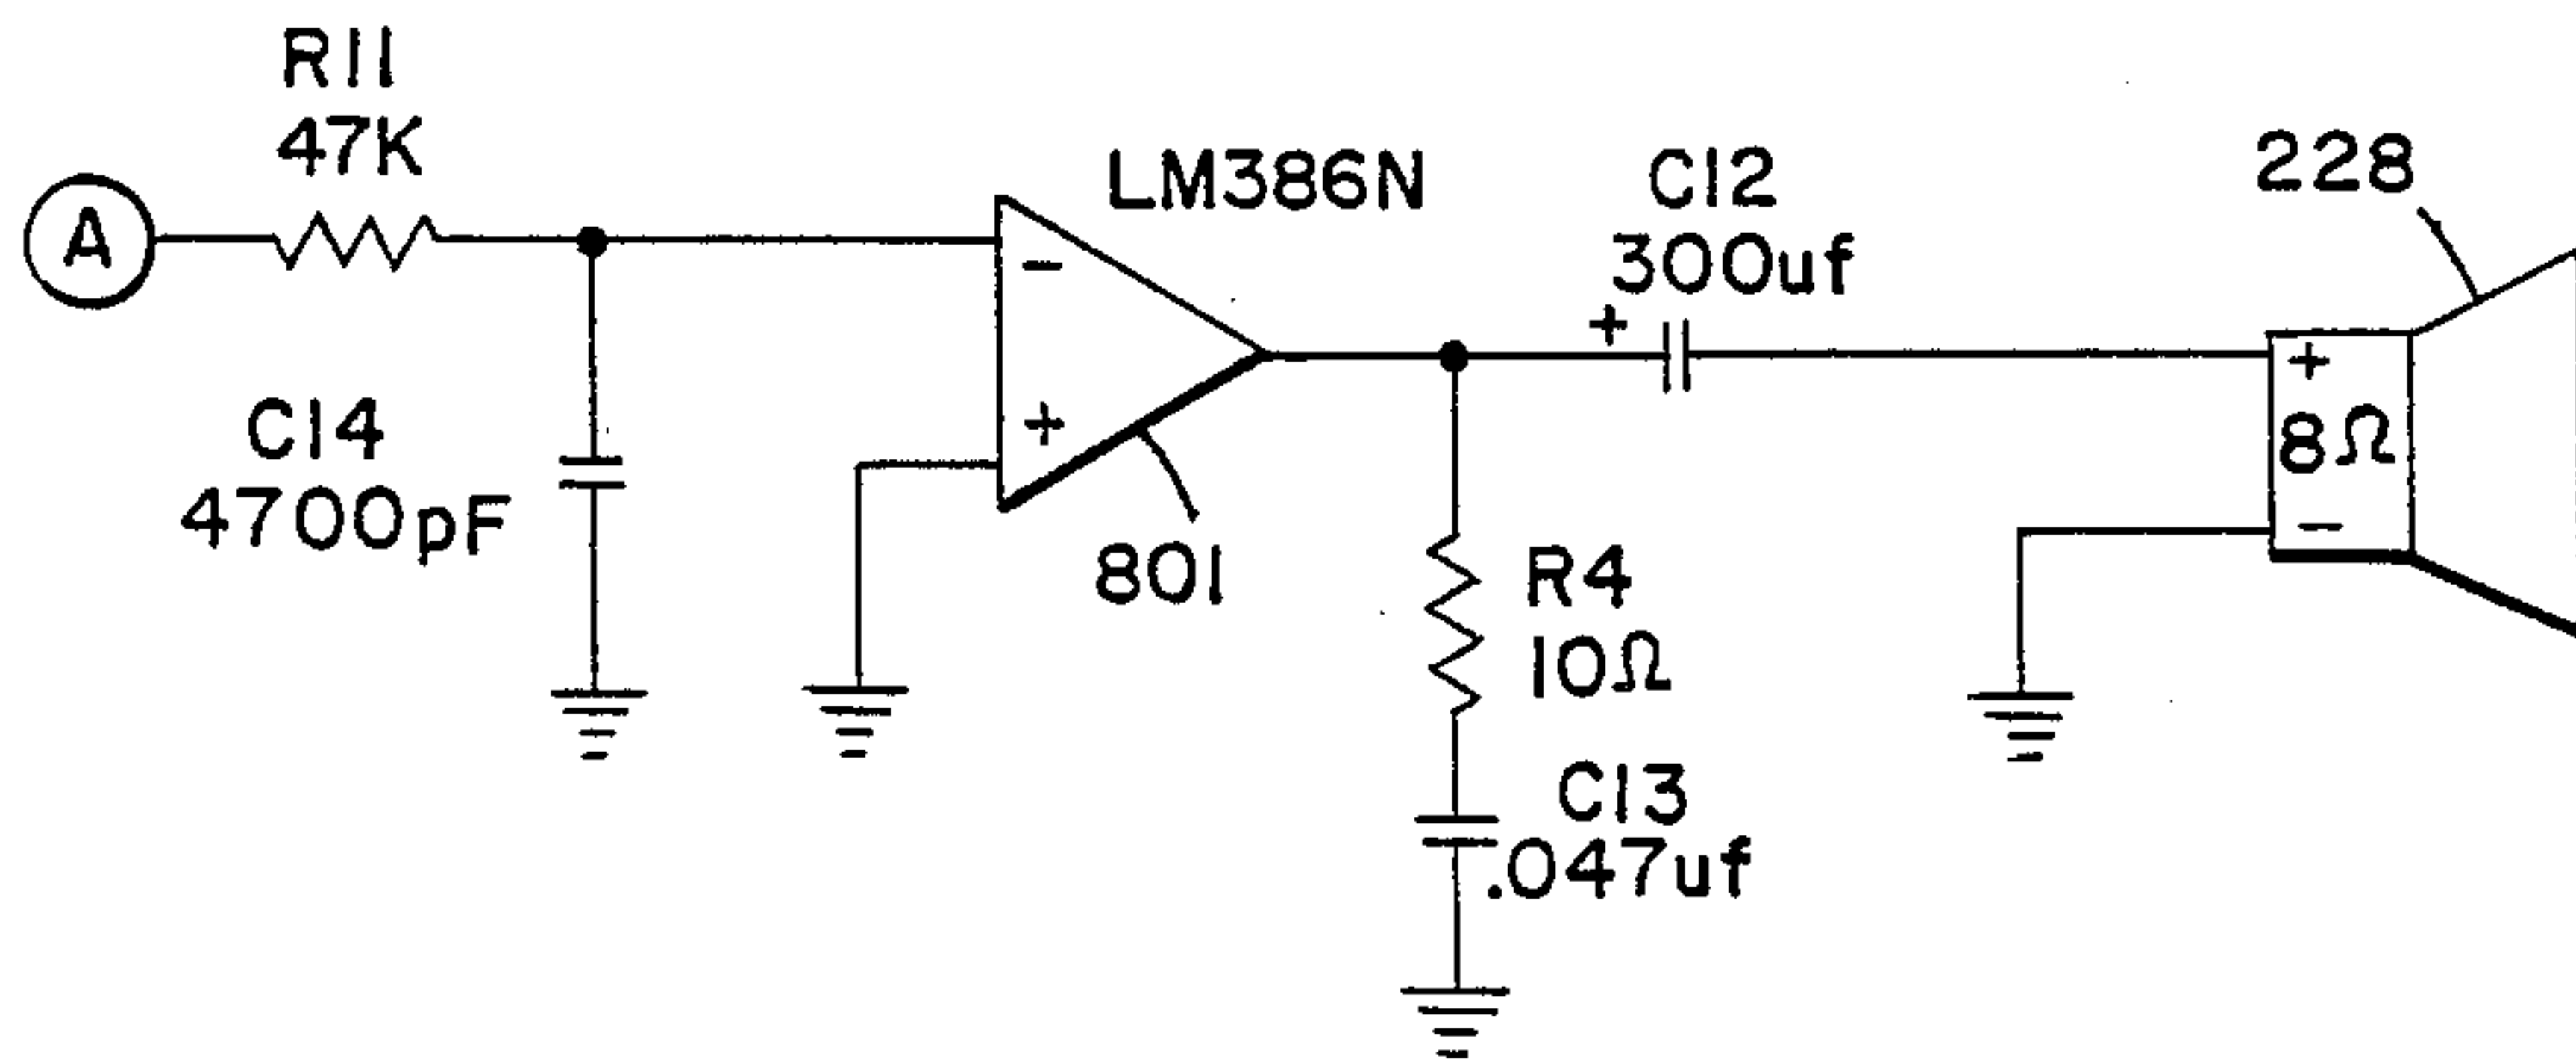 R11
47K
A
LM386N
C12
300uf
+
228
-
+
C14
4700pF
801
+
8Ω
-
R4
10Ω
C13
.047uf